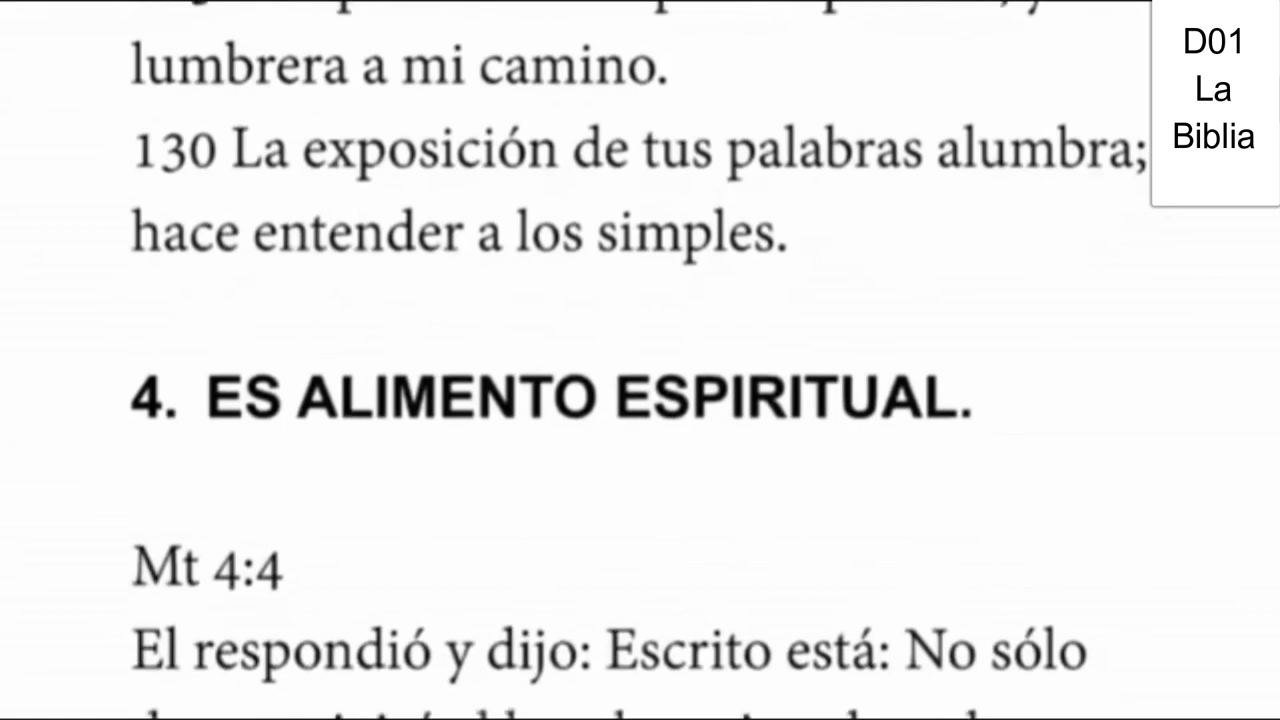 lumbrera a mi camino.
130 La exposición de tus palabras alumbra;
hace entender a los simples.
4. ES ALIMENTO ESPIRITUAL.
Mt 4:4
El respondió y dijo: Escrito está: No sólo
D01
La
Biblia